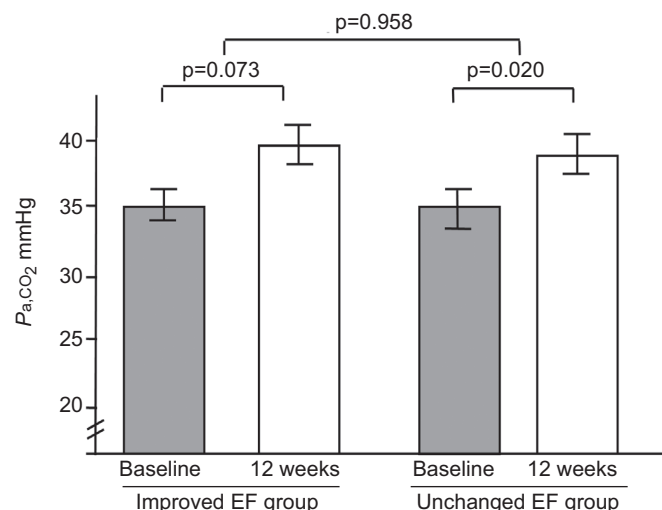 p=0.958
p=0.073 p=0.020
40
35
30
25
20
Pa,CO2 mmHg
Baseline 12 weeks Baseline 12 weeks
Improved EF group Unchanged EF group